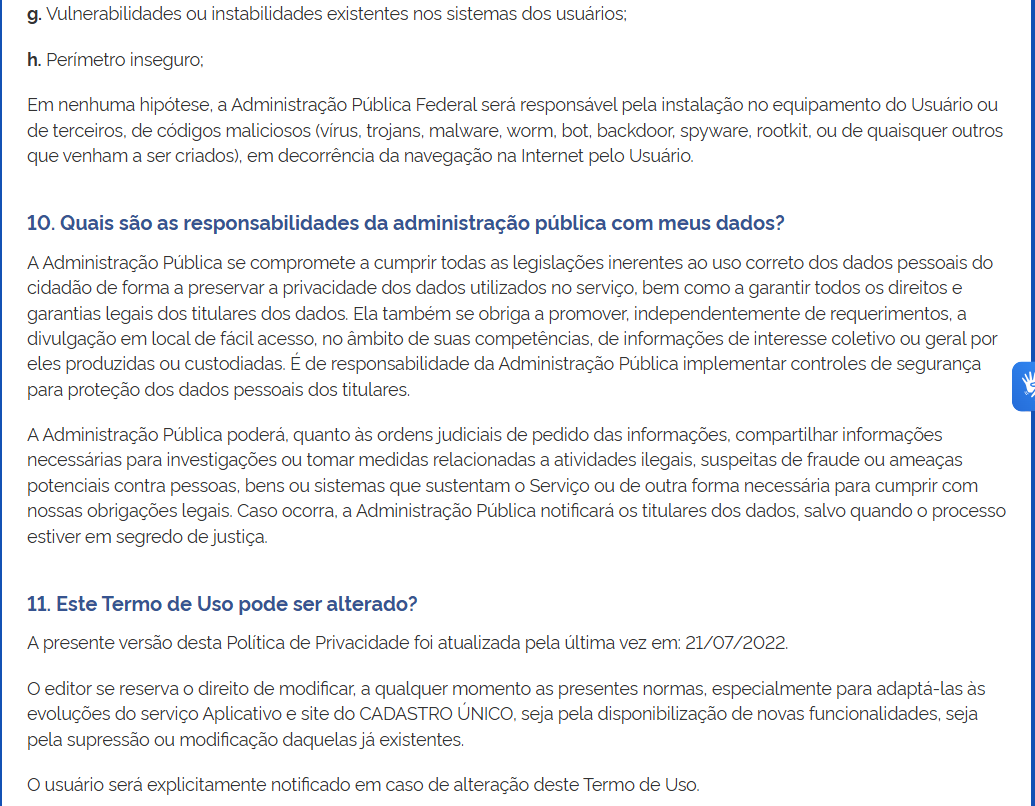 g. Vulnerabilidades ou instabilidades existentes nos sistemas dos usuários;
h. Perímetro inseguro;
Em nenhuma hipótese, a Administração Pública Federal será responsável pela instalação no equipamento do Usuário ou
de terceiros, de códigos maliciosos (vírus, trojans, malware, worm, bot, backdoor, spyware, rootkit, ou de quaisquer outros
que venham a ser criados), em decorrência da navegação na Internet pelo Usuário.
10. Quais são as responsabilidades da administração pública com meus dados?
A Administração Pública se compromete a cumprir todas as legislações inerentes ao uso correto dos dados pessoais do
cidadão de forma a preservar a privacidade dos dados utilizados no serviço, bem como a garantir todos os direitos e
garantias legais dos titulares dos dados. Ela também se obriga a promover, independentemente de requerimentos, a
divulgação em local de fácil acesso, no âmbito de suas competências, de informações de interesse coletivo ou geral por
eles produzidas ou custodiadas. É de responsabilidade da Administração Pública implementar controles de segurança
para proteção dos dados pessoais dos titulares.
A Administração Pública poderá, quanto às ordens judiciais de pedido das informações, compartilhar informações
necessárias para investigações ou tomar medidas relacionadas a atividades ilegais, suspeitas de fraude ou ameaças
potenciais contra pessoas, bens ou sistemas que sustentam o Serviço ou de outra forma necessária para cumprir com
nossas obrigações legais. Caso ocorra, a Administração Pública notificará os titulares dos dados, salvo quando o processo
estiver em segredo de justiça.
11. Este Termo de Uso pode ser alterado?
A presente versão desta Política de Privacidade foi atualizada pela última vez em: 21/07/2022.
O editor se reserva o direito de modificar, a qualquer momento as presentes normas, especialmente para adaptá-las às
evoluções do serviço Aplicativo e site do CADASTRO ÚNICO, seja pela disponibilização de novas funcionalidades, seja
pela supressão ou modificação daquelas já existentes.
O usuário será explicitamente notificado em caso de alteração deste Termo de Uso.